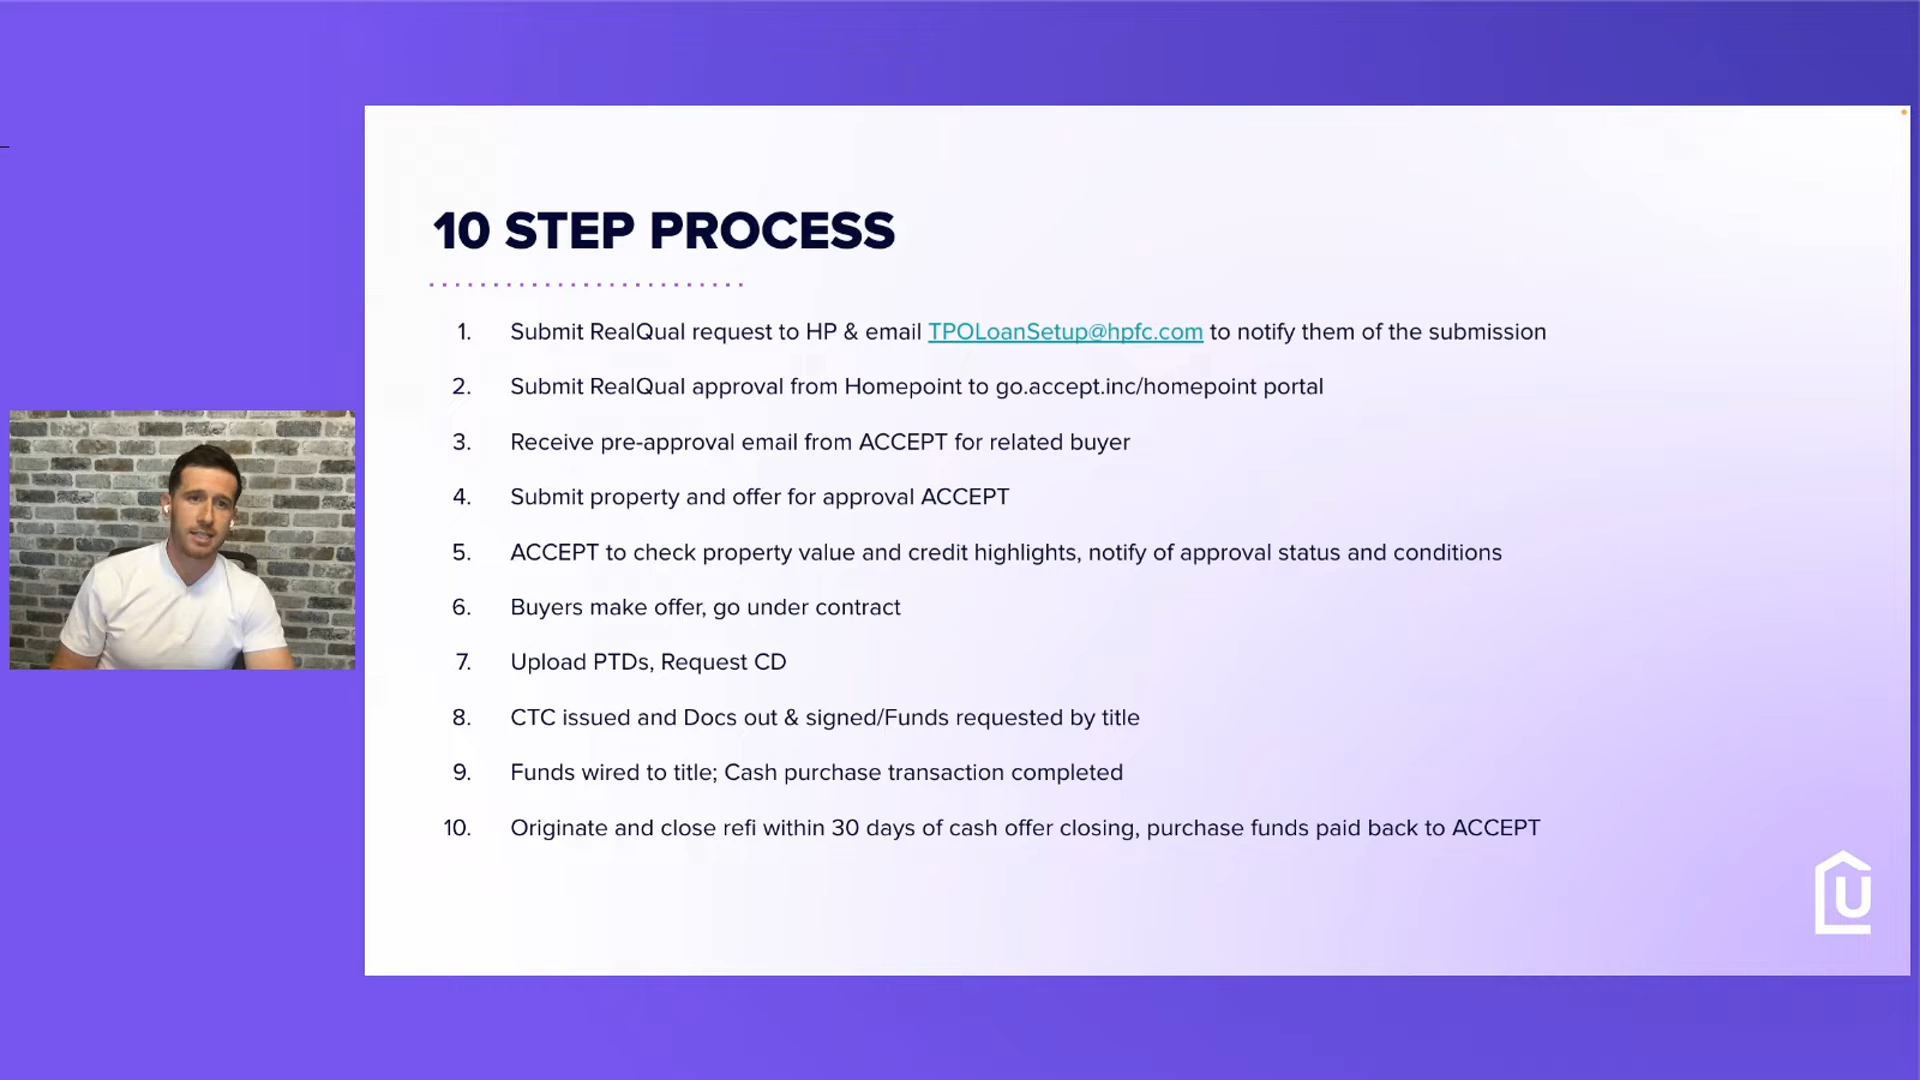 10 STEP PROCESS
1. Submit RealQual request to HP & email TPOLoanSetup@hpfc.com to notify them of the submission
2. Submit RealQual approval from Homepoint to go.accept.inc/homepoint portal
3. Receive pre-approval email from ACCEPT for related buyer
4. Submit property and offer for approval ACCEPT
5. ACCEPT to check property value and credit highlights, notify of approval status and conditions
6. Buyers make offer, go under contract
7. Upload PTDs, Request CD
8. CTC issued and Docs out & signed/Funds requested by title
9. Funds wired to title; Cash purchase transaction completed
10. Originate and close refi within 30 days of cash offer closing, purchase funds paid back to ACCEPT
U